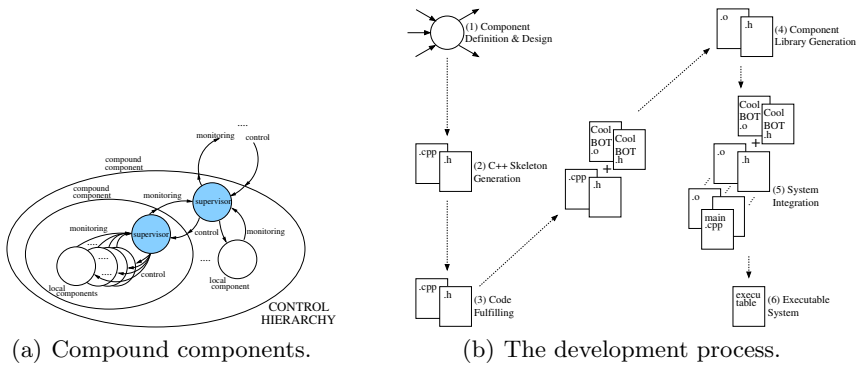 ....
monitoring
control
compound
component
compound
component
monitoring
supervisor
monitoring
supervisor
monitoring
control
....
....
....
control
local
components
local
component
CONTROL
HIERARCHY
(a) Compound components.
(1) Component
Definition & Design
.cpp
.h
(2) C++ Skeleton
Generation
.cpp
.h
(3) Code
Fulfilling
Cool
BOT
.o
Cool
BOT
.h
+
.cpp
.h
.o
.h
(4) Component
Library Generation
Cool
BOT
.o
Cool
BOT
.h
+
.o
.h
.o
main
.cpp
(5) System
Integration
execu
table
(6) Executable
System
(b) The development process.